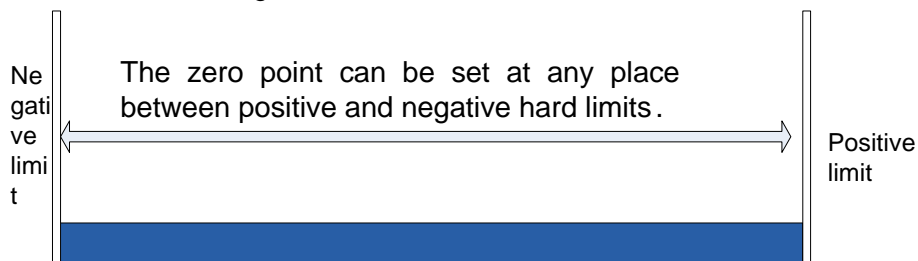 Ne
gati
ve
limi
t
The zero point can be set at any place
between positive and negative hard limits.
Positive
limit